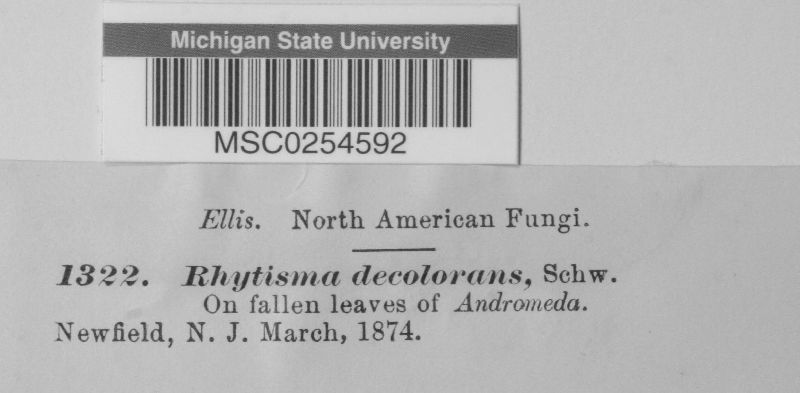 Michigan State University
MSC0254592
Ellis. North American Fungi.
1322. Rhytisma decolorans, Schw.
On fallen leaves of Andromeda.
Newfield, N. J. March, 1874.